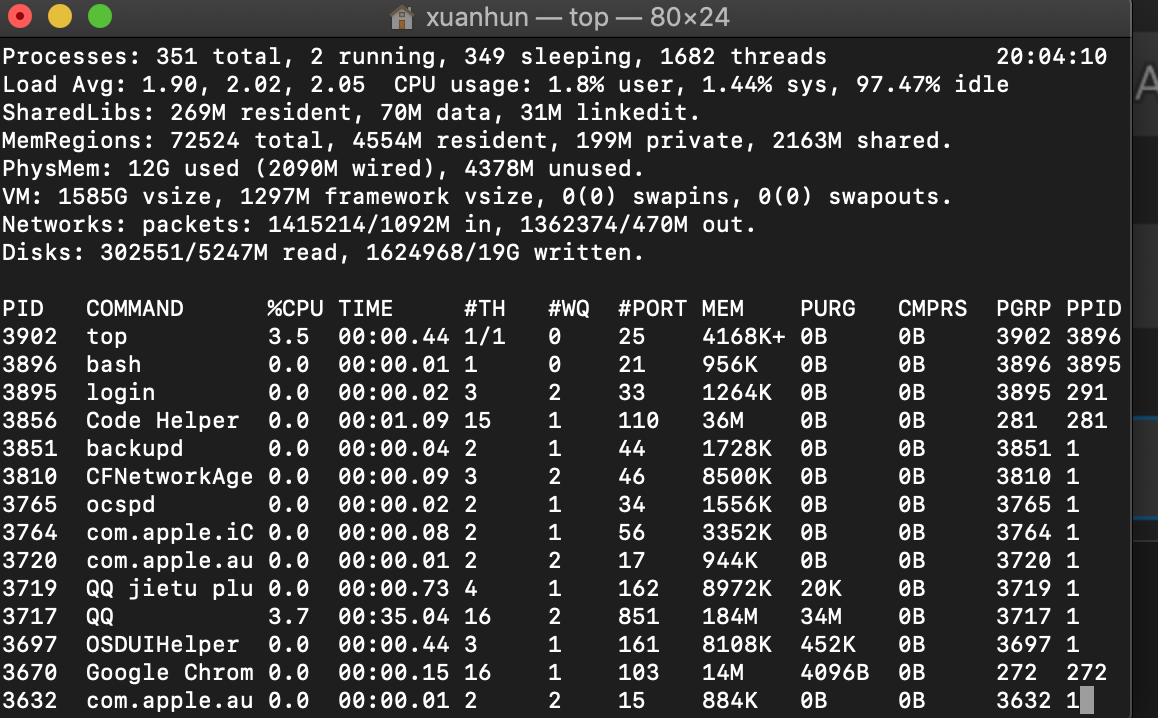 xuanhun — top — 80×24
Processes: 351 total, 2 running, 349 sleeping, 1682 threads 20:04:10
Load Avg: 1.90, 2.02, 2.05 CPU usage: 1.8% user, 1.44% sys, 97.47% idle
SharedLibs: 269M resident, 70M data, 31M linkedit.
MemRegions: 72524 total, 4554M resident, 199M private, 2163M shared.
PhysMem: 12G used (2090M wired), 4378M unused.
VM: 1585G vsize, 1297M framework vsize, 0(0) swapins, 0(0) swapouts.
Networks: packets: 1415214/1092M in, 1362374/470M out.
Disks: 302551/5247M read, 1624968/19G written.
PID COMMAND %CPU TIME #TH #WQ #PORT MEM PURG CMPRS PGRP PPID
3902 top 3.5 00:00.44 1/1 0 25 4168K+ 0B 0B 3902 3896
3896 bash 0.0 00:00.01 1 0 21 956K 0B 0B 3896 3895
3895 login 0.0 00:00.02 3 2 33 1264K 0B 0B 3895 291
3856 Code Helper 0.0 00:01.09 15 1 110 36M 0B 0B 281 281
3851 backupd 0.0 00:00.04 2 1 44 1728K 0B 0B 3851 1
3810 CFNetworkAge 0.0 00:00.09 3 2 46 8500K 0B 0B 3810 1
3765 ocspd 0.0 00:00.02 2 1 34 1556K 0B 0B 3765 1
3764 com.apple.iC 0.0 00:00.08 2 1 56 3352K 0B 0B 3764 1
3720 com.apple.au 0.0 00:00.01 2 2 17 944K 0B 0B 3720 1
3719 QQ jietu plu 0.0 00:00.73 4 1 162 8972K 20K 0B 3719 1
3717 QQ 3.7 00:35.04 16 2 851 184M 34M 0B 3717 1
3697 OSDUIHelper 0.0 00:00.44 3 1 161 8108K 452K 0B 3697 1
3670 Google Chrom 0.0 00:00.15 16 1 103 14M 4096B 0B 272 272
3632 com.apple.au 0.0 00:00.01 2 2 15 884K 0B 0B 3632 1